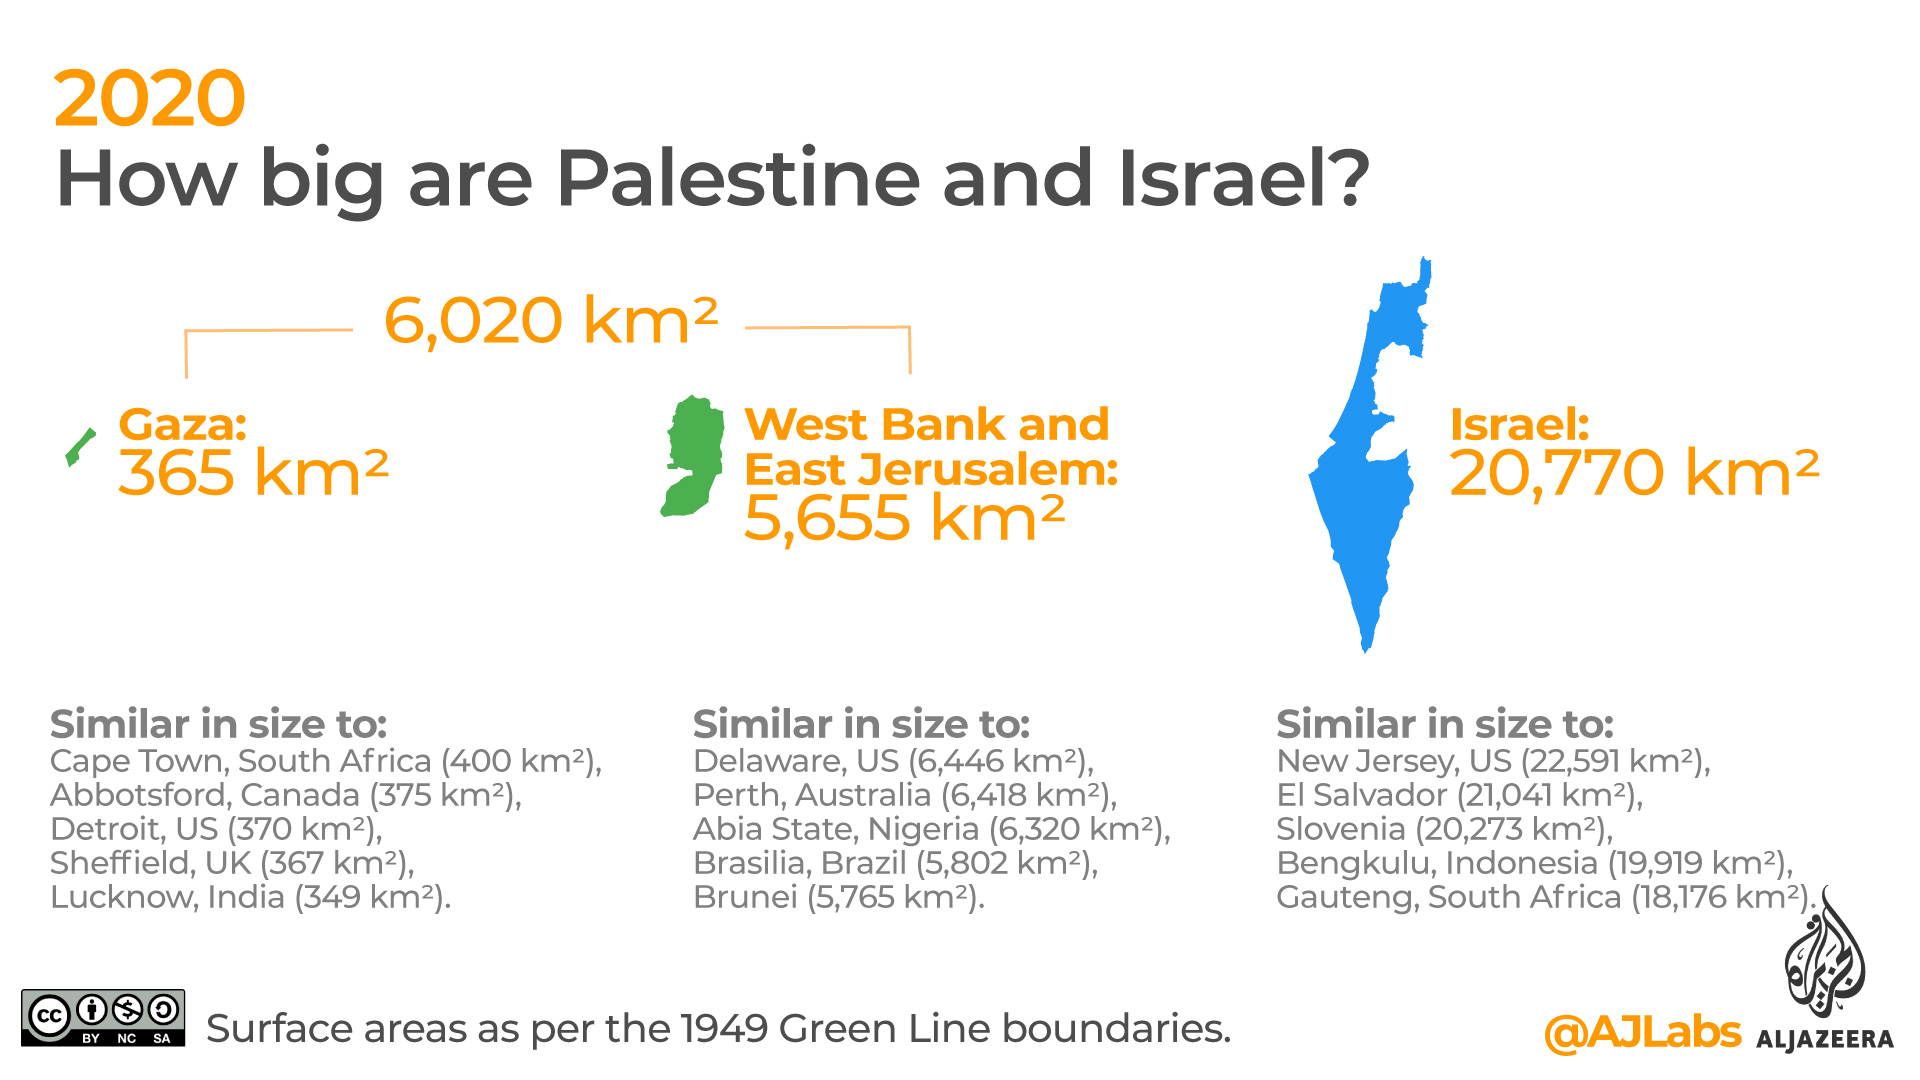 2020
How big are Palestine and Israel?
6,020 km²
Gaza:
365 km²
West Bank and
East Jerusalem:
5,655 km²
Israel:
20,770 km²
Similar in size to:
Cape Town, South Africa (400 km²),
Abbotsford, Canada (375 km²),
Detroit, US (370 km²),
Sheffield, UK (367 km²),
Lucknow, India (349 km²).
Similar in size to:
Delaware, US (6,446 km²),
Perth, Australia (6,418 km²),
Abia State, Nigeria (6,320 km²),
Brasilia, Brazil (5,802 km²),
Brunei (5,765 km²).
Similar in size to:
New Jersey, US (22,591 km²),
El Salvador (21,041 km²),
Slovenia (20,273 km²),
Bengkulu, Indonesia (19,919 km²),
Gauteng, South Africa (18,176 km²).
cc
BY NC SA
Surface areas as per the 1949 Green Line boundaries.
@AJLabs
الجزيرة
ALJAZEERA